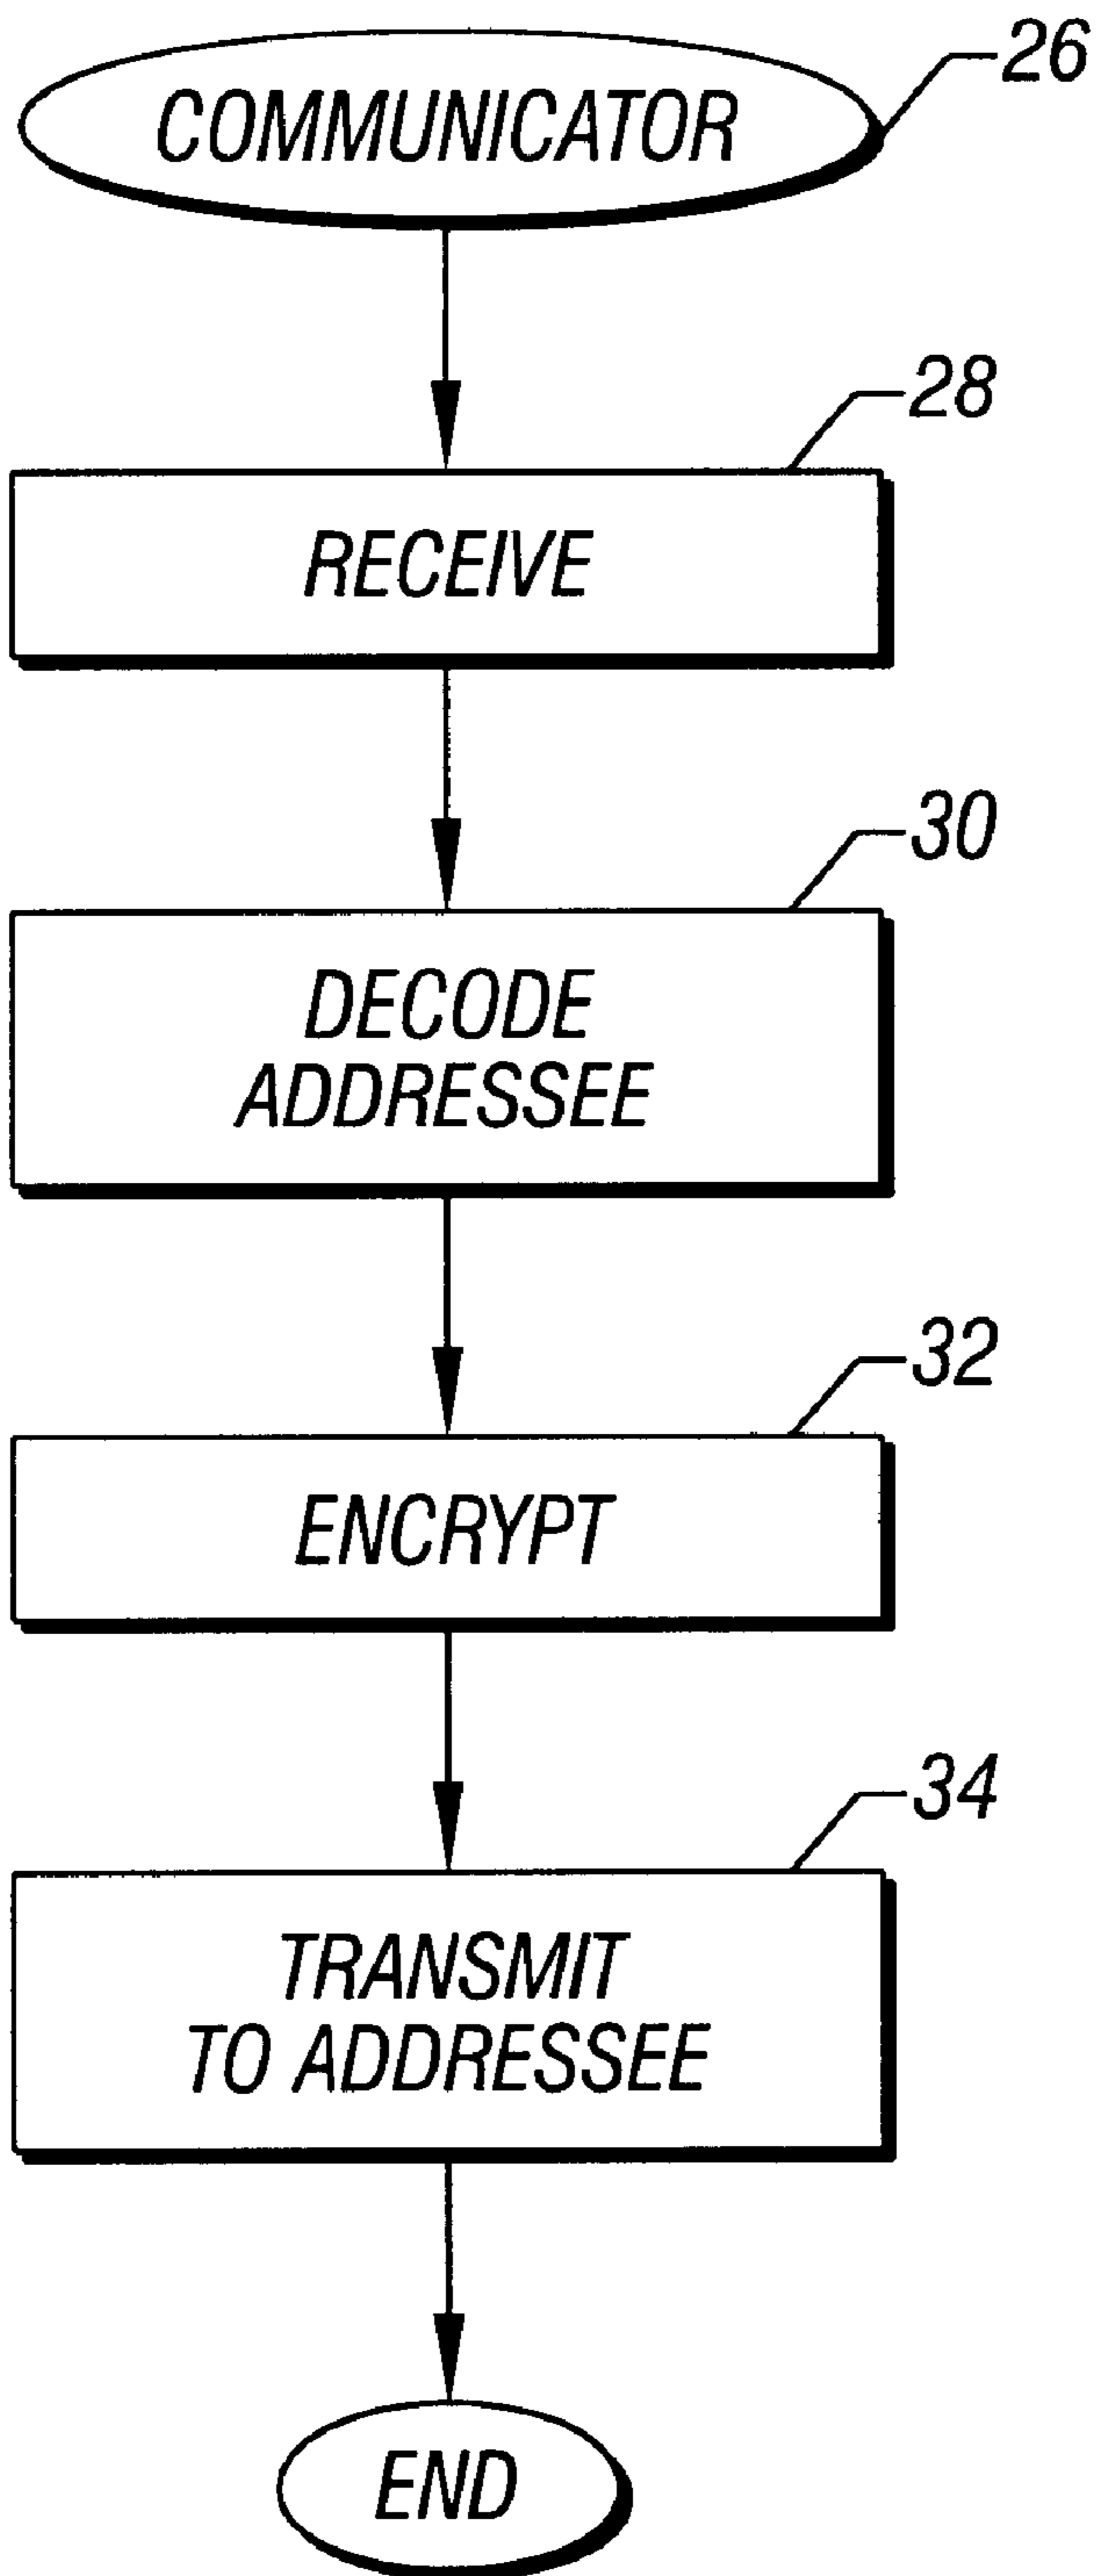 COMMUNICATOR
26
28
RECEIVE
30
DECODE
ADDRESSEE
32
ENCRYPT
34
TRANSMIT
TO ADDRESSEE
END